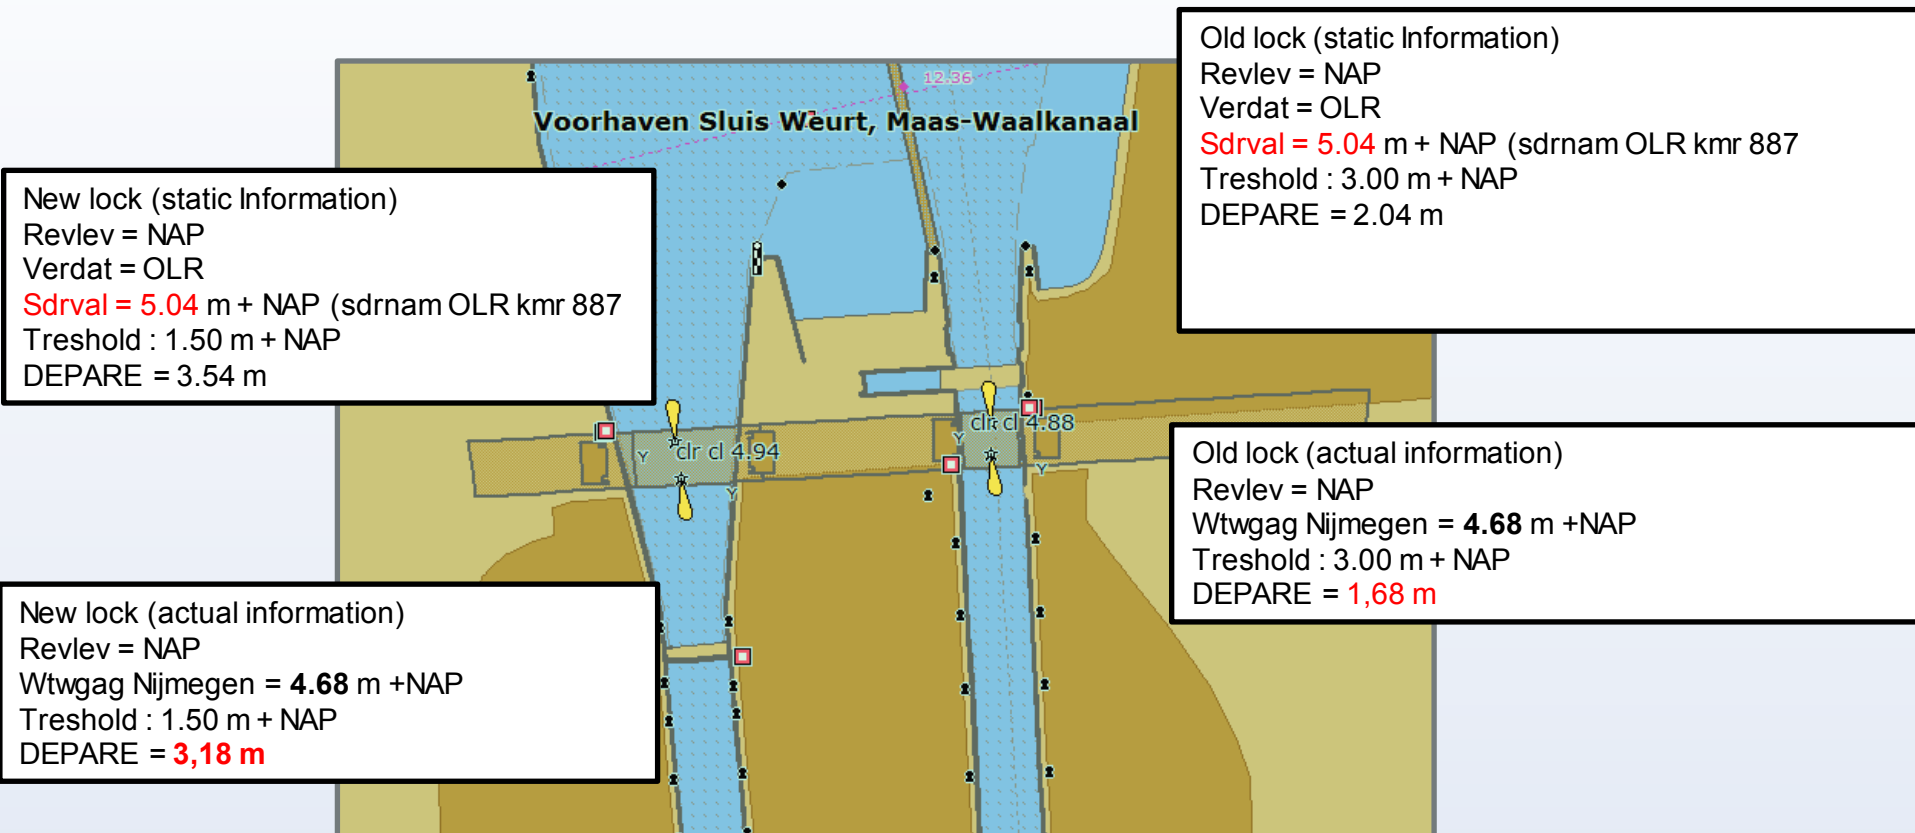 Old lock (static Information)
Revlev = NAP
Verdat = OLR
Sdrval = 5.04 m + NAP (sdrnam OLR kmr 887
Treshold : 3.00 m + NAP
DEPARE = 2.04 m
12.36
Voorhaven Sluis Weurt, Maas-Waalkanaal
New lock (static Information)
Revlev = NAP
Verdat = OLR
Sdrval = 5.04 m + NAP (sdrnam OLR kmr 887
Treshold : 1.50 m + NAP
DEPARE = 3.54 m
clr cl 4.88
clr cl 4.94
Old lock (actual information)
Revlev = NAP
Wtwgag Nijmegen = 4.68 m +NAP
Treshold : 3.00 m + NAP
DEPARE = 1,68 m
New lock (actual information)
Revlev = NAP
Wtwgag Nijmegen = 4.68 m +NAP
Treshold : 1.50 m + NAP
DEPARE = 3,18 m